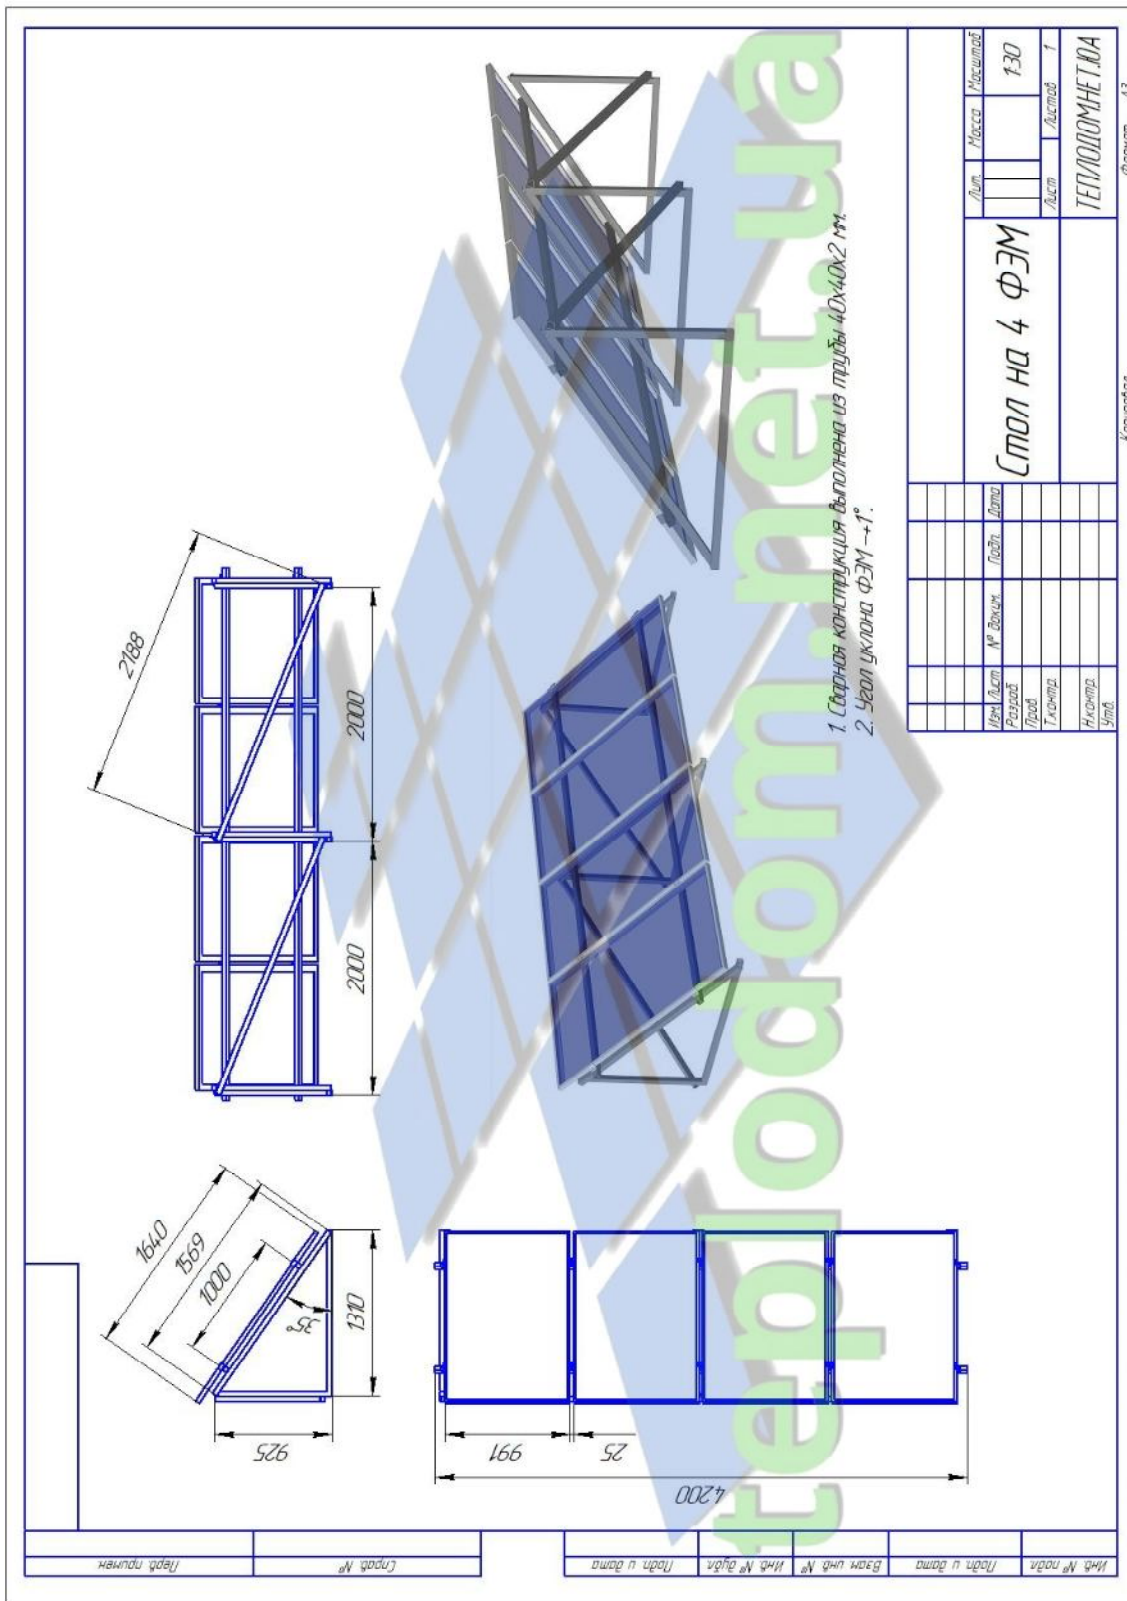 2188
2000
2000
1640
1569
1000
35°
1310
925
991
25
4200
1. Сварная конструкция выполнена из трубы 40х40х2 мм.
2. Угол уклона ФЭМ -+1°.
Изм. Лист № докум. Подп. Дата
Разраб.
Пров.
Т.контр.
Н.контр.
Утв.
Стол на 4 ФЭМ
Лит. Масса Масштаб
1:30
Лист Листов 1
ТЕПЛОДОМНЕТ.ЮА
Копировал
Формат А3
Перв. примен.
Справ. №
Подп. и дата
Инв. № дубл.
Взам. инв. №
Подп. и дата
Инв. № подл.
teplodom.net.ua